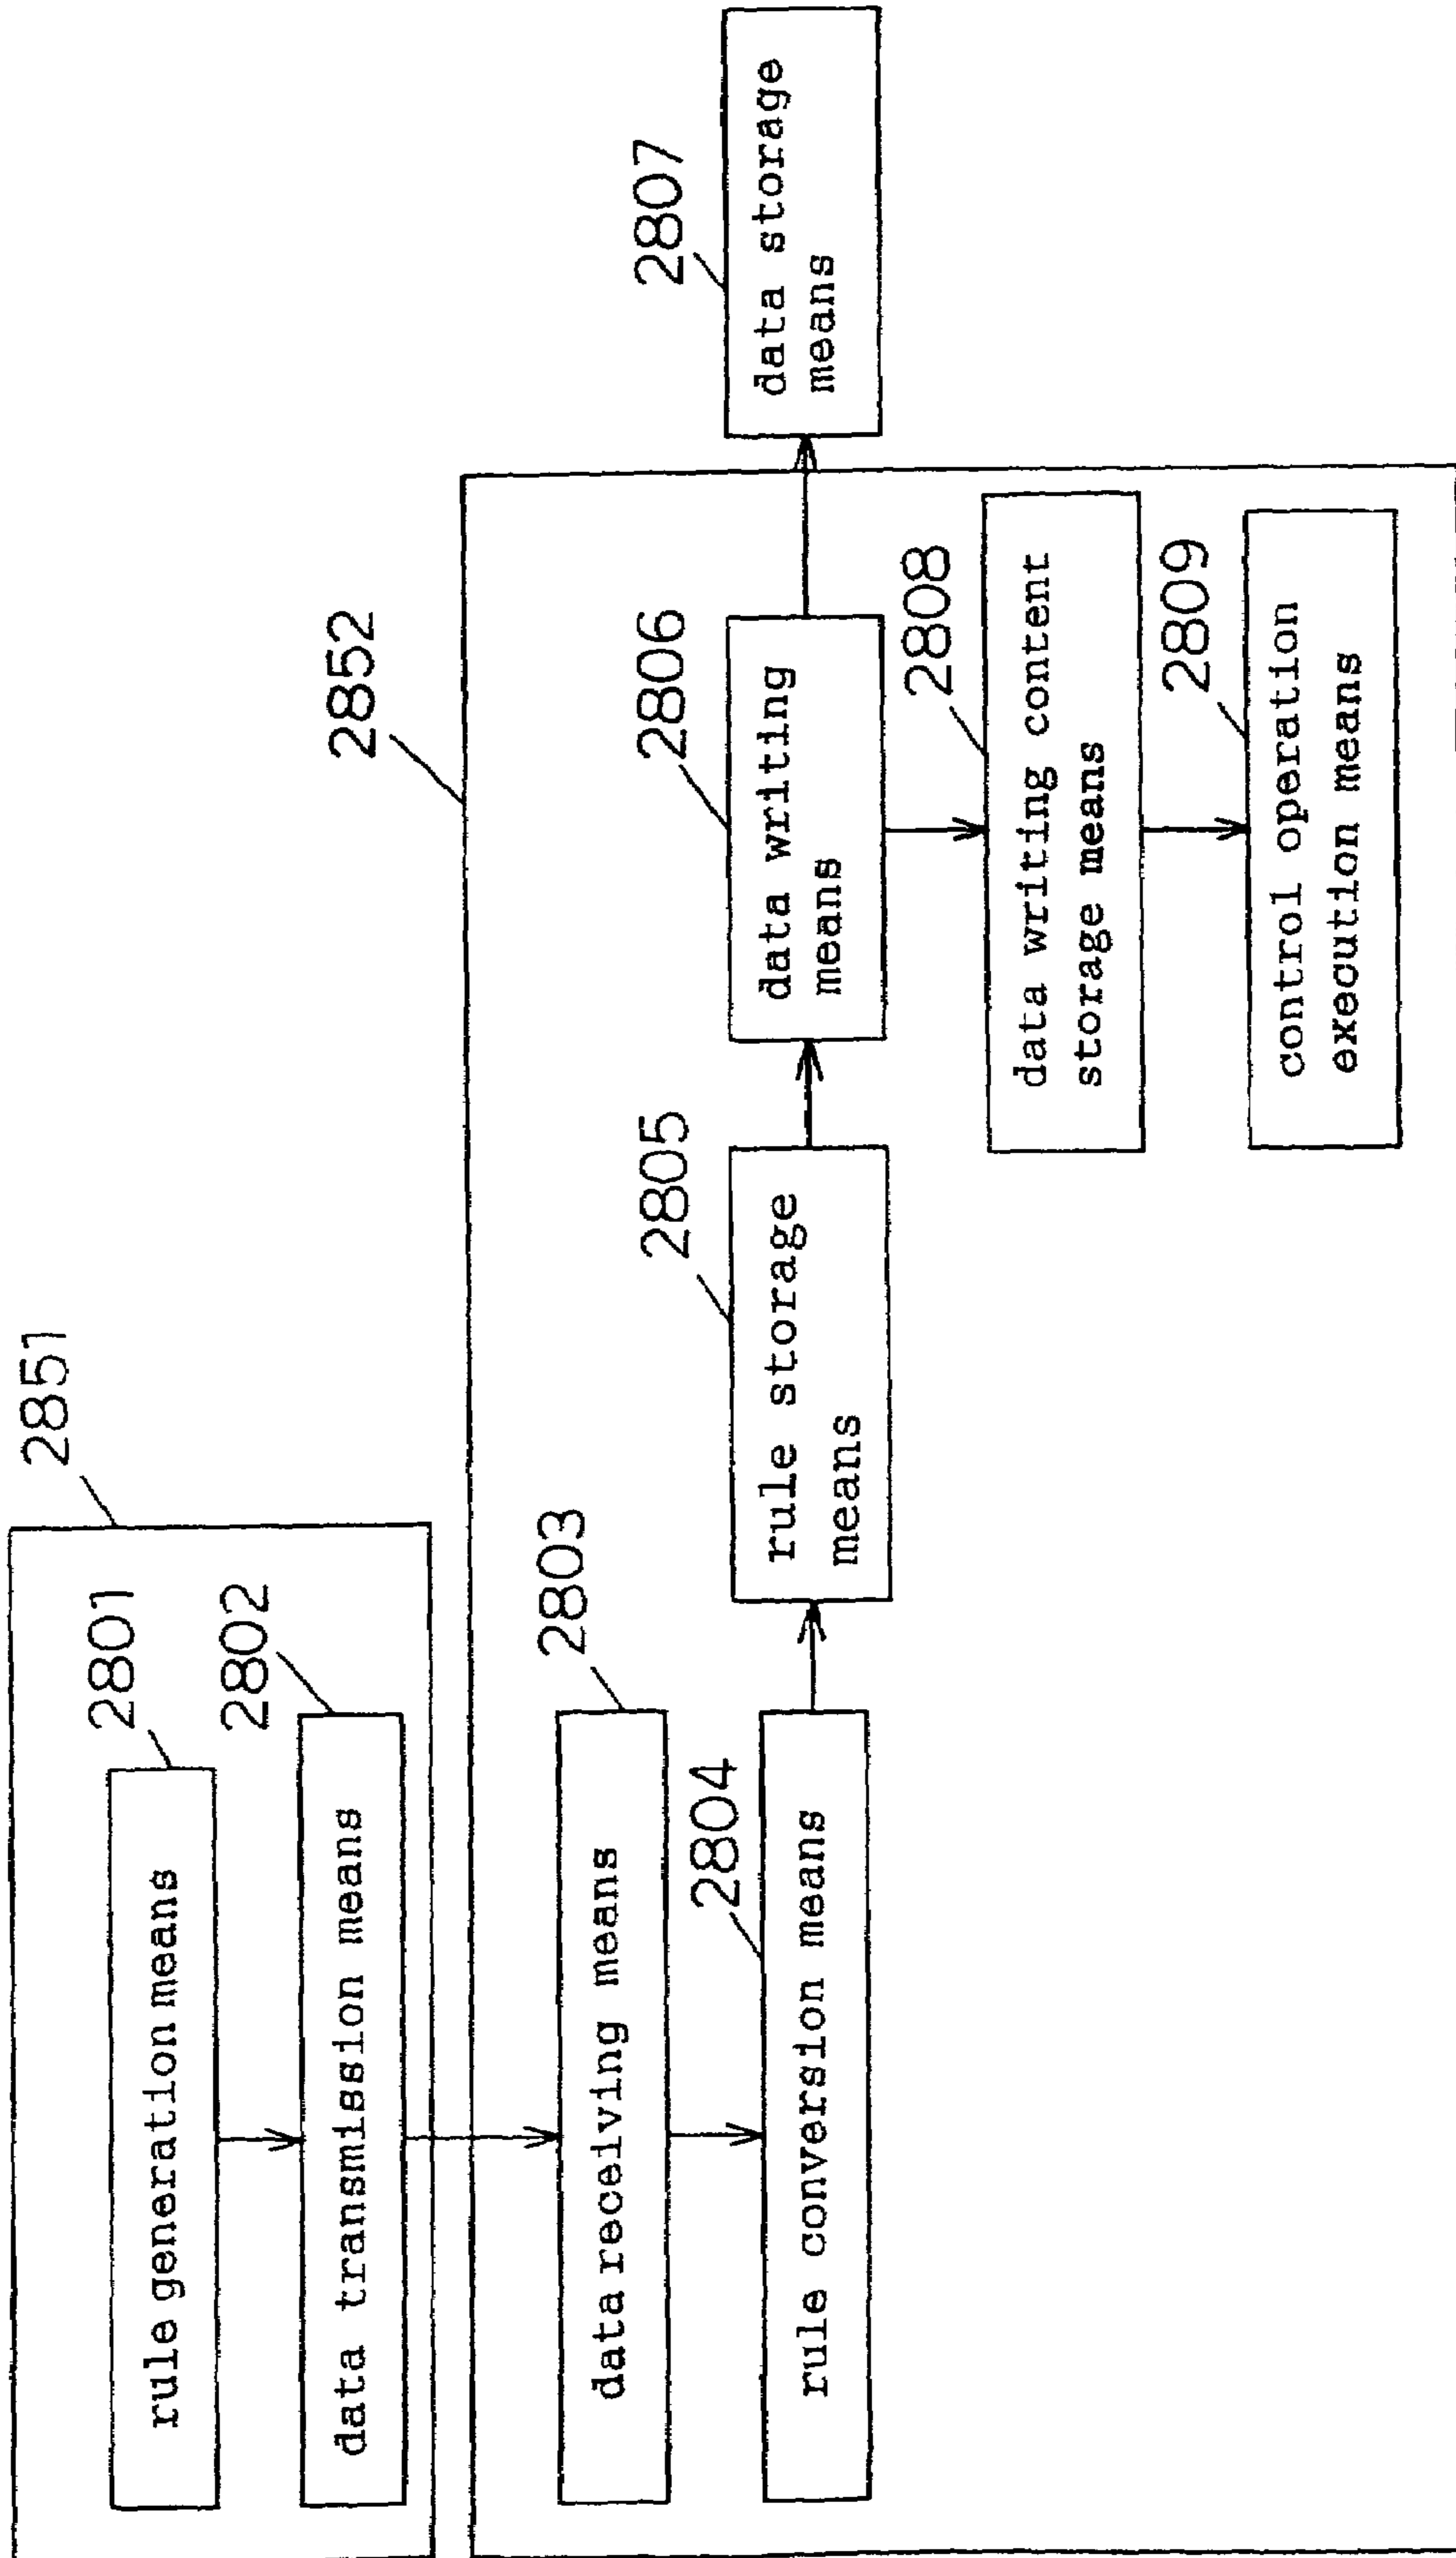 2851
2801
rule generation means
2802
data transmission means
2852
2803
data receiving means
2804
rule conversion means
2805
rule storage
means
2806
data writing
means
2807
data storage
means
2808
data writing content
storage means
2809
control operation
execution means